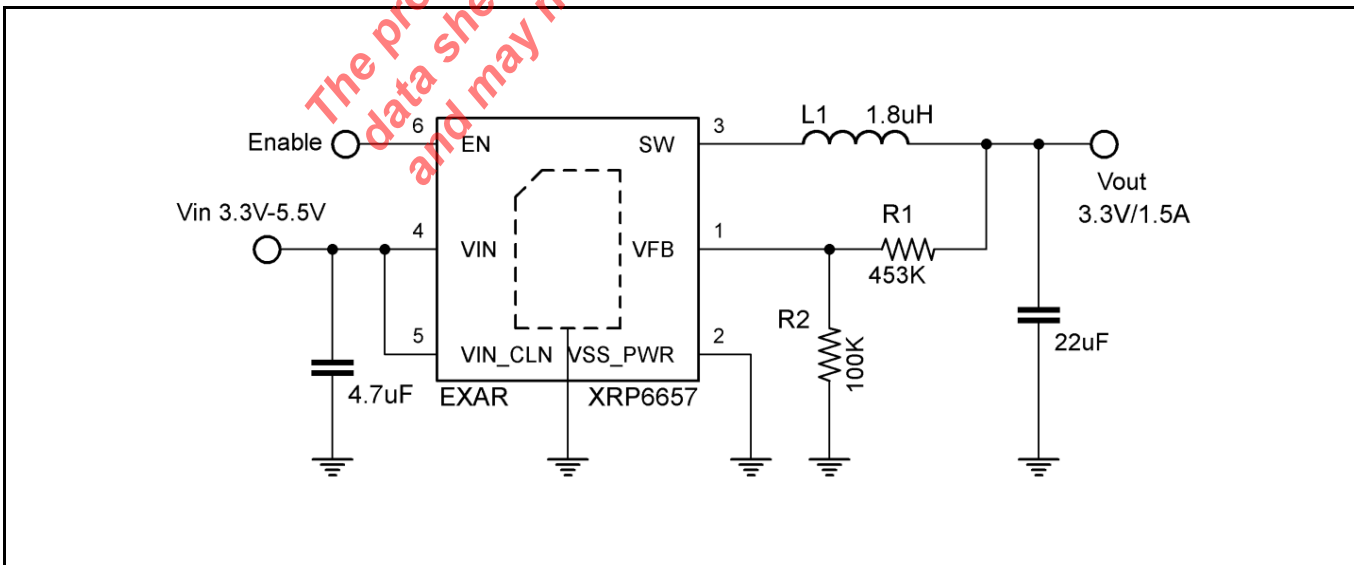 The pro
data she
and may
Enable
6
EN
SW
3
L1 1.8uH
Vout
3.3V/1.5A
Vin 3.3V-5.5V
4
VIN
VFB
1
R1
453K
5
VIN_CLN
VSS_PWR
2
R2
100K
22uF
4.7uF
EXAR
XRP6657